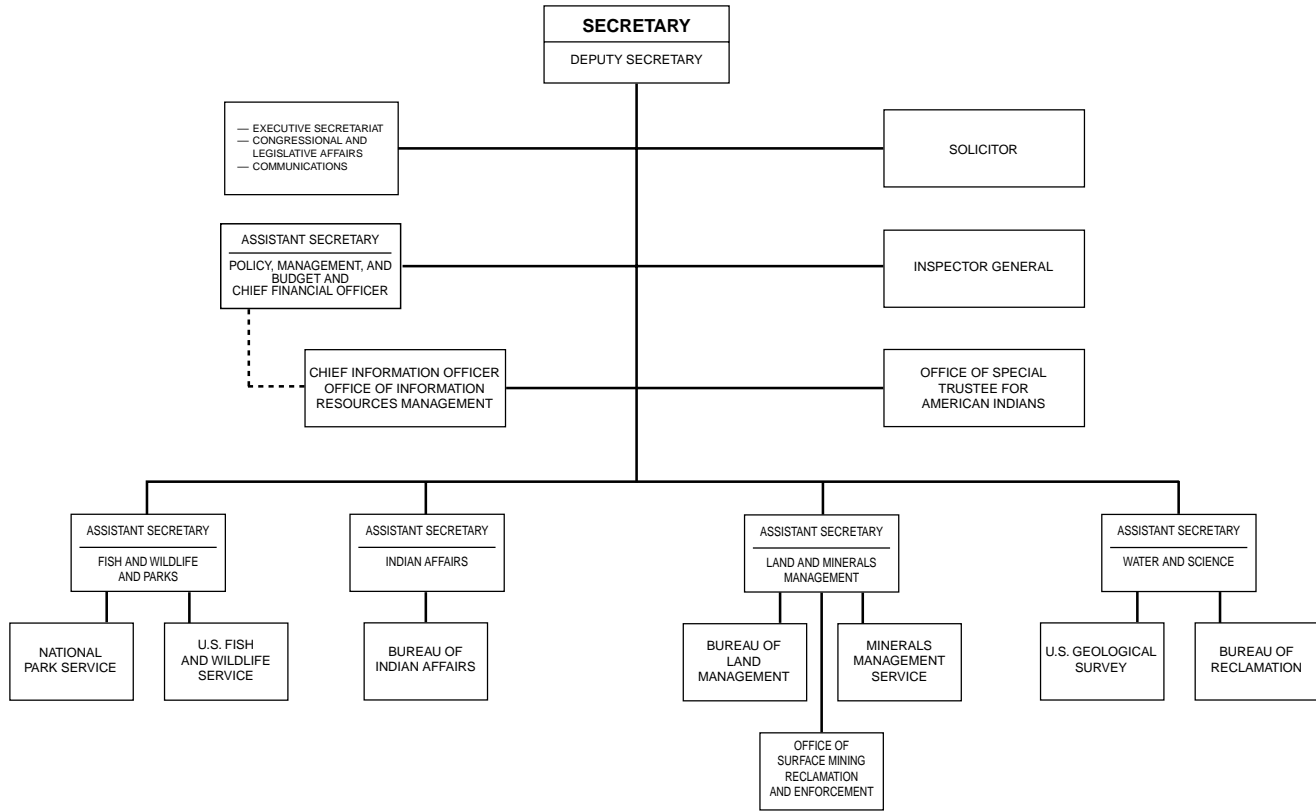 SECRETARY
DEPUTY SECRETARY
— EXECUTIVE SECRETARIAT
— CONGRESSIONAL AND
LEGISLATIVE AFFAIRS
— COMMUNICATIONS
SOLICITOR
ASSISTANT SECRETARY
POLICY, MANAGEMENT, AND
BUDGET AND
CHIEF FINANCIAL OFFICER
INSPECTOR GENERAL
CHIEF INFORMATION OFFICER
OFFICE OF INFORMATION
RESOURCES MANAGEMENT
OFFICE OF SPECIAL
TRUSTEE FOR
AMERICAN INDIANS
ASSISTANT SECRETARY
FISH AND WILDLIFE
AND PARKS
ASSISTANT SECRETARY
INDIAN AFFAIRS
ASSISTANT SECRETARY
LAND AND MINERALS
MANAGEMENT
ASSISTANT SECRETARY
WATER AND SCIENCE
NATIONAL
PARK SERVICE
U.S. FISH
AND WILDLIFE
SERVICE
BUREAU OF
INDIAN AFFAIRS
BUREAU OF
LAND
MANAGEMENT
MINERALS
MANAGEMENT
SERVICE
U.S. GEOLOGICAL
SURVEY
BUREAU OF
RECLAMATION
OFFICE OF
SURFACE MINING
RECLAMATION
AND ENFORCEMENT